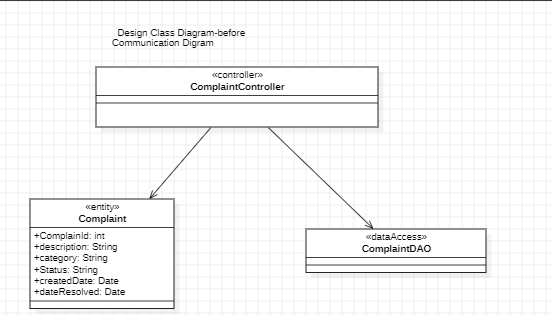 Design Class Diagram-before
Communication Digram
«controller»
ComplaintController
«entity»
Complaint
+ComplainId: int
+description: String
+category: String
+Status: String
+createdDate: Date
+dateResolved: Date
«dataAccess»
ComplaintDAO